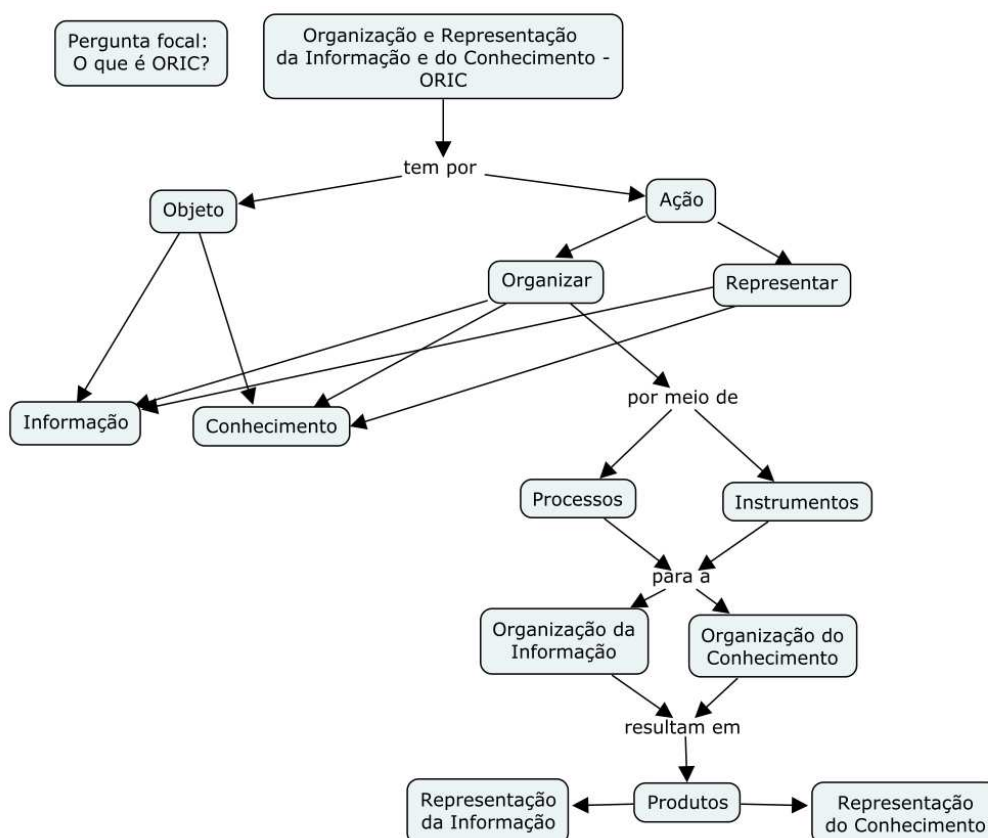 Pergunta focal:
O que é ORIC?
Organização e Representação
da Informação e do Conhecimento -
ORIC
tem por
Objeto
Ação
Organizar
Representar
Informação
Conhecimento
por meio de
Processos
Instrumentos
para a
Organização da
Informação
Organização do
Conhecimento
resultam em
Representação
da Informação
Produtos
Representação
do Conhecimento